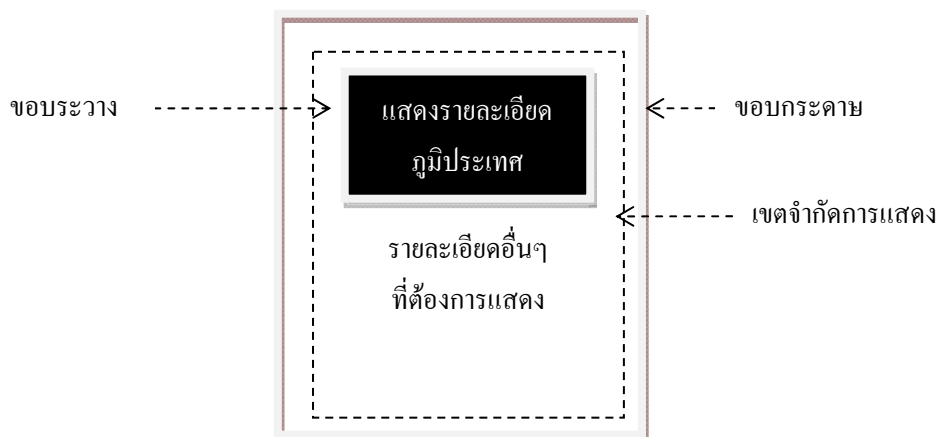 ขอบระวาง
แสดงรายละเอียด
ภูมิประเทศ
ขอบกระดาษ
เขตจำกัดการแสดง
รายละเอียดอื่นๆ
ที่ต้องการแสดง